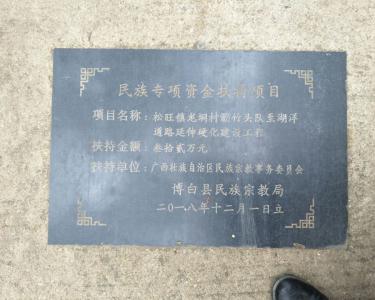 民族专项资金扶持项目
项目名称：松旺镇老垌村簕竹头队至湖洋
道路延伸硬化建设工程
扶持金额：叁拾贰万元
扶持单位：广西壮族自治区民族宗教事务委员会
博白县民族宗教局
二〇一八年十二月一日立